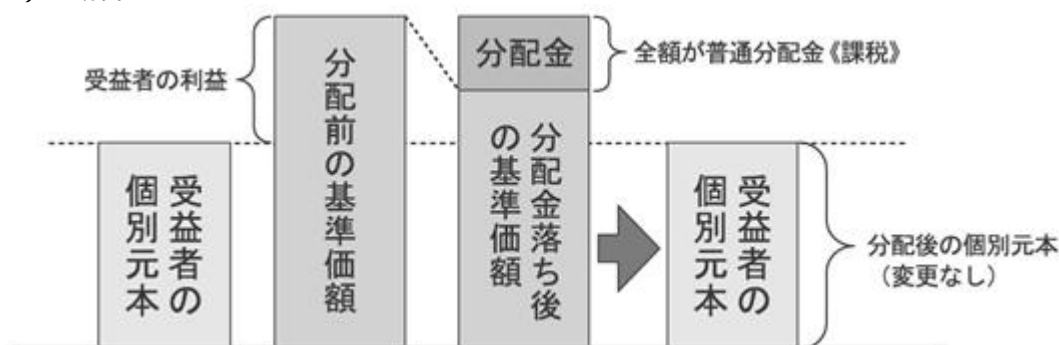 受益者の利益
受益者の
個別元本
分配前の基準価額
分配金
全額が普通分配金《課税》
分配金落ち後
の基準価額
受益者の
個別元本
分配後の個別元本
（変更なし）